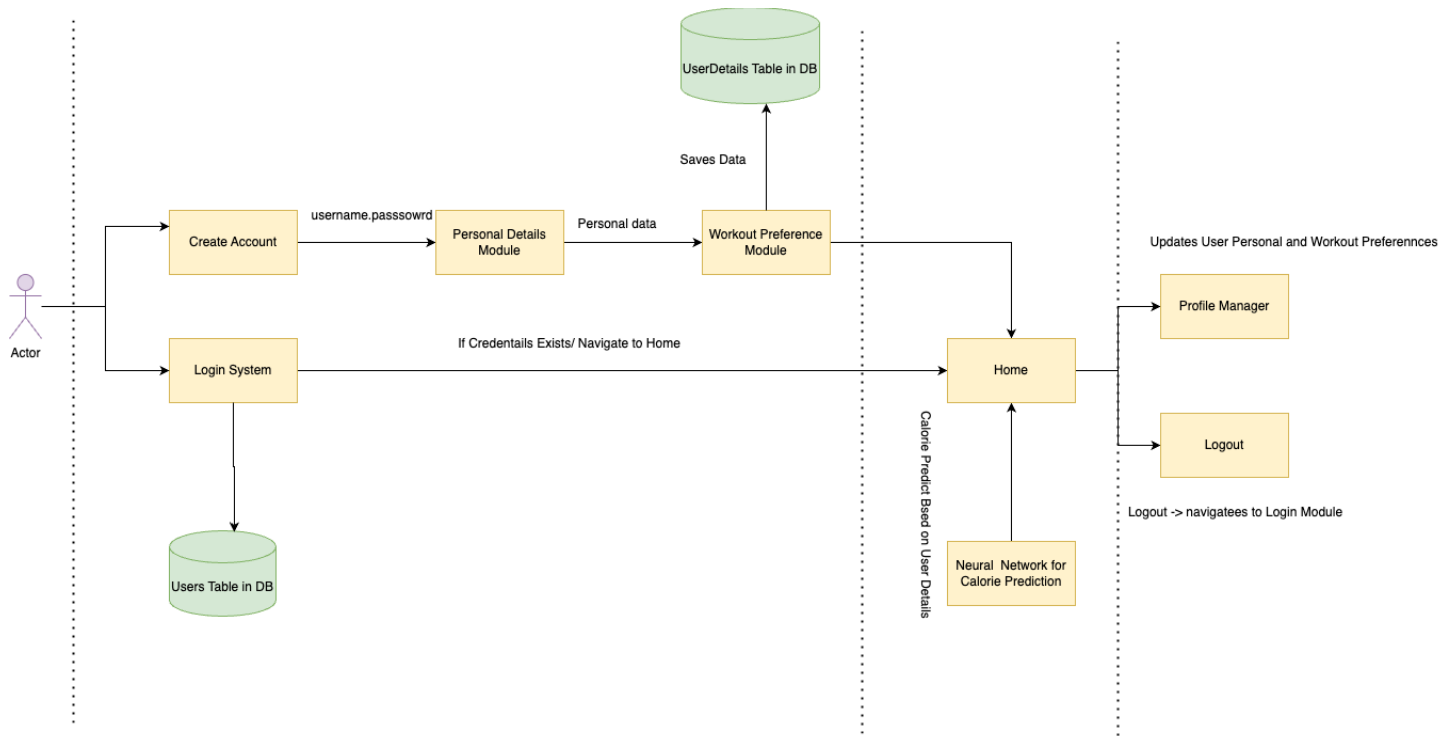 UserDetails Table in DB
Saves Data
username.passsowrd
Create Account
Personal Details
Module
Personal data
Workout Preference
Module
Updates User Personal and Workout Preferennces
Profile Manager
Actor
Login System
If Credentails Exists/ Navigate to Home
Home
Calorie Predict Bsed on User Details
Logout
Logout -> navigatees to Login Module
Users Table in DB
Neural Network for
Calorie Prediction